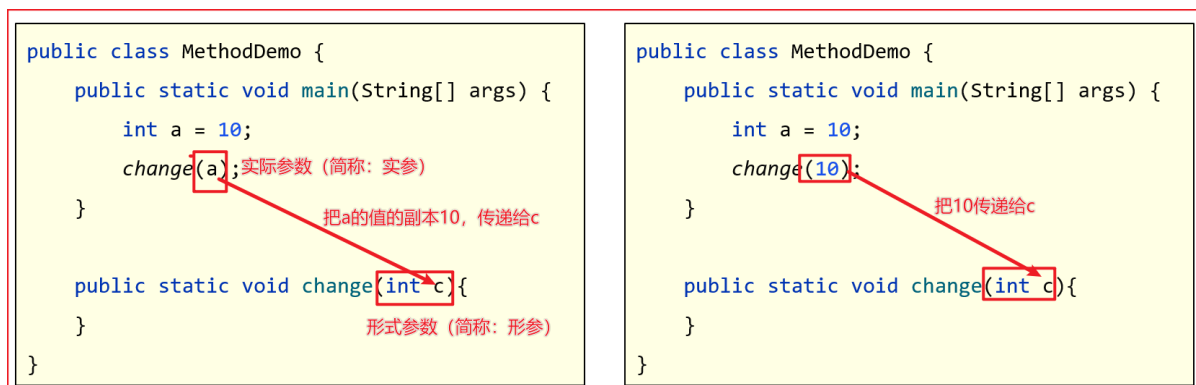 public class MethodDemo {
public static void main(String[] args) {
int a = 10;
change(a);
实际参数（简称：实参）
}
把a的值的副本10，传递给c
public static void change(int c){
}
形式参数（简称：形参）
}
public class MethodDemo {
public static void main(String[] args) {
int a = 10;
change(10);
}
把10传递给c
public static void change(int c){
}
}